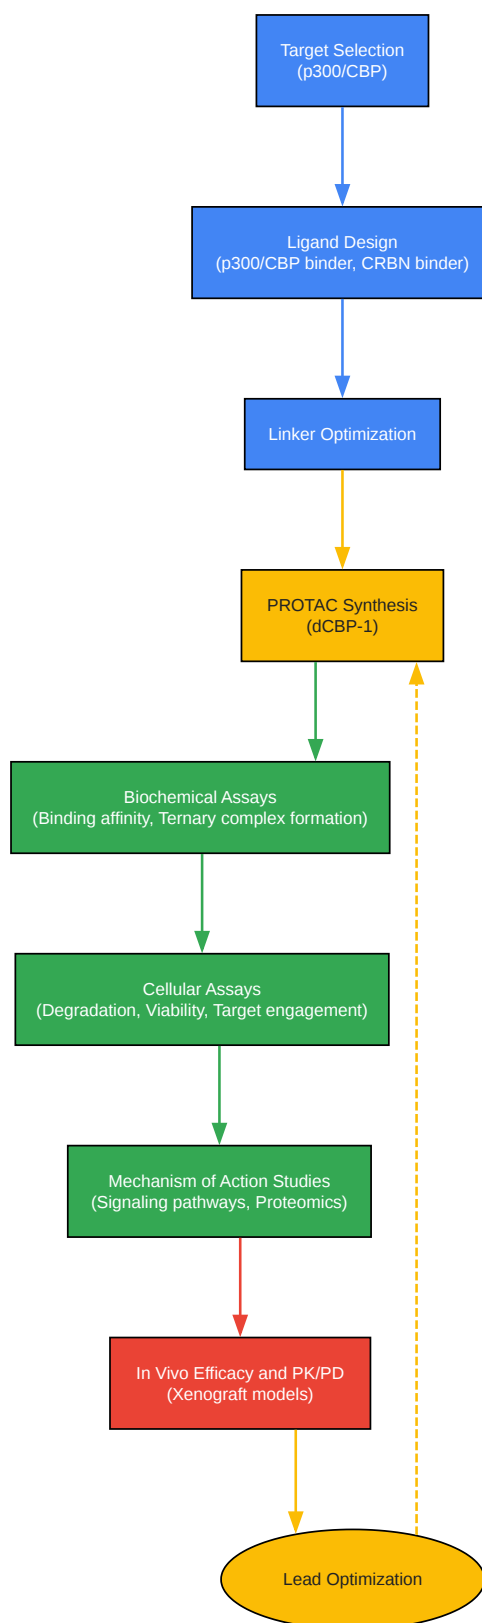 Target Selection
(p300/CBP)
Ligand Design
(p300/CBP binder, CRBN binder)
Linker Optimization
PROTAC Synthesis
(dCBP-1)
Biochemical Assays
(Binding affinity, Ternary complex formation)
Cellular Assays
(Degradation, Viability, Target engagement)
Mechanism of Action Studies
(Signaling pathways, Proteomics)
In Vivo Efficacy and PK/PD
(Xenograft models)
Lead Optimization